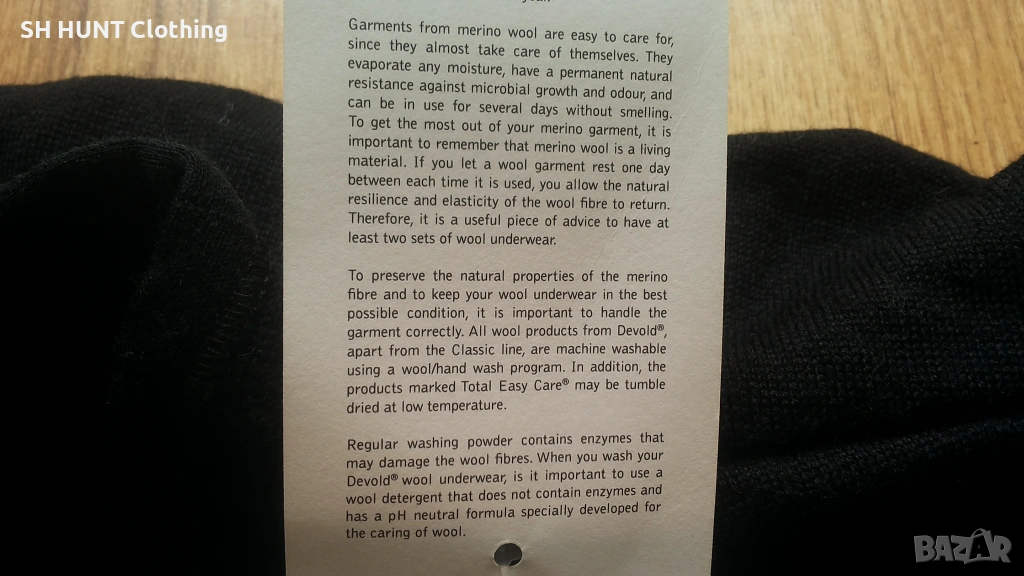 SH HUNT Clothing
Garments from merino wool are easy to care for,
since they almost take care of themselves. They
evaporate any moisture, have a permanent natural
resistance against microbial growth and odour, and
can be in use for several days without smelling.
To get the most out of your merino garment, it is
important to remember that merino wool is a living
material. If you let a wool garment rest one day
between each time it is used, you allow the natural
resilience and elasticity of the wool fibre to return.
Therefore, it is a useful piece of advice to have at
least two sets of wool underwear.
To preserve the natural properties of the merino
fibre and to keep your wool underwear in the best
possible condition, it is important to handle the
garment correctly. All wool products from Devold®,
apart from the Classic line, are machine washable
using a wool/hand wash program. In addition, the
products marked Total Easy Care® may be tumble
dried at low temperature.
Regular washing powder contains enzymes that
may damage the wool fibres. When you wash your
Devold® wool underwear, is it important to use a
wool detergent that does not contain enzymes and
has a pH neutral formula specially developed for
the caring of wool.
BAZAR